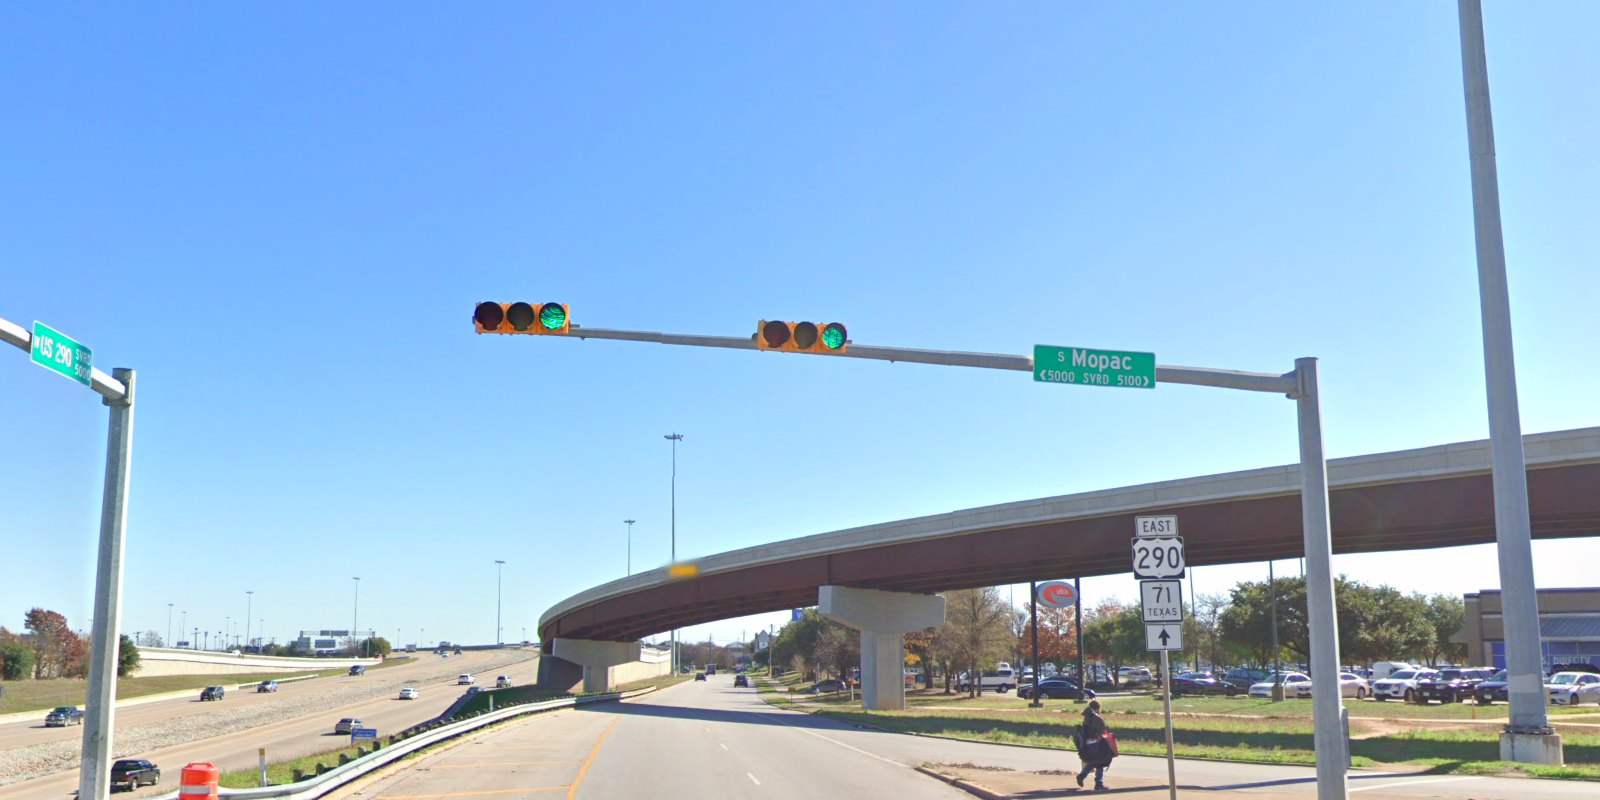 W US 290 SVRD 5000
S Mopac
<5000 SVRD 5100>
EAST
290
71
TEXAS